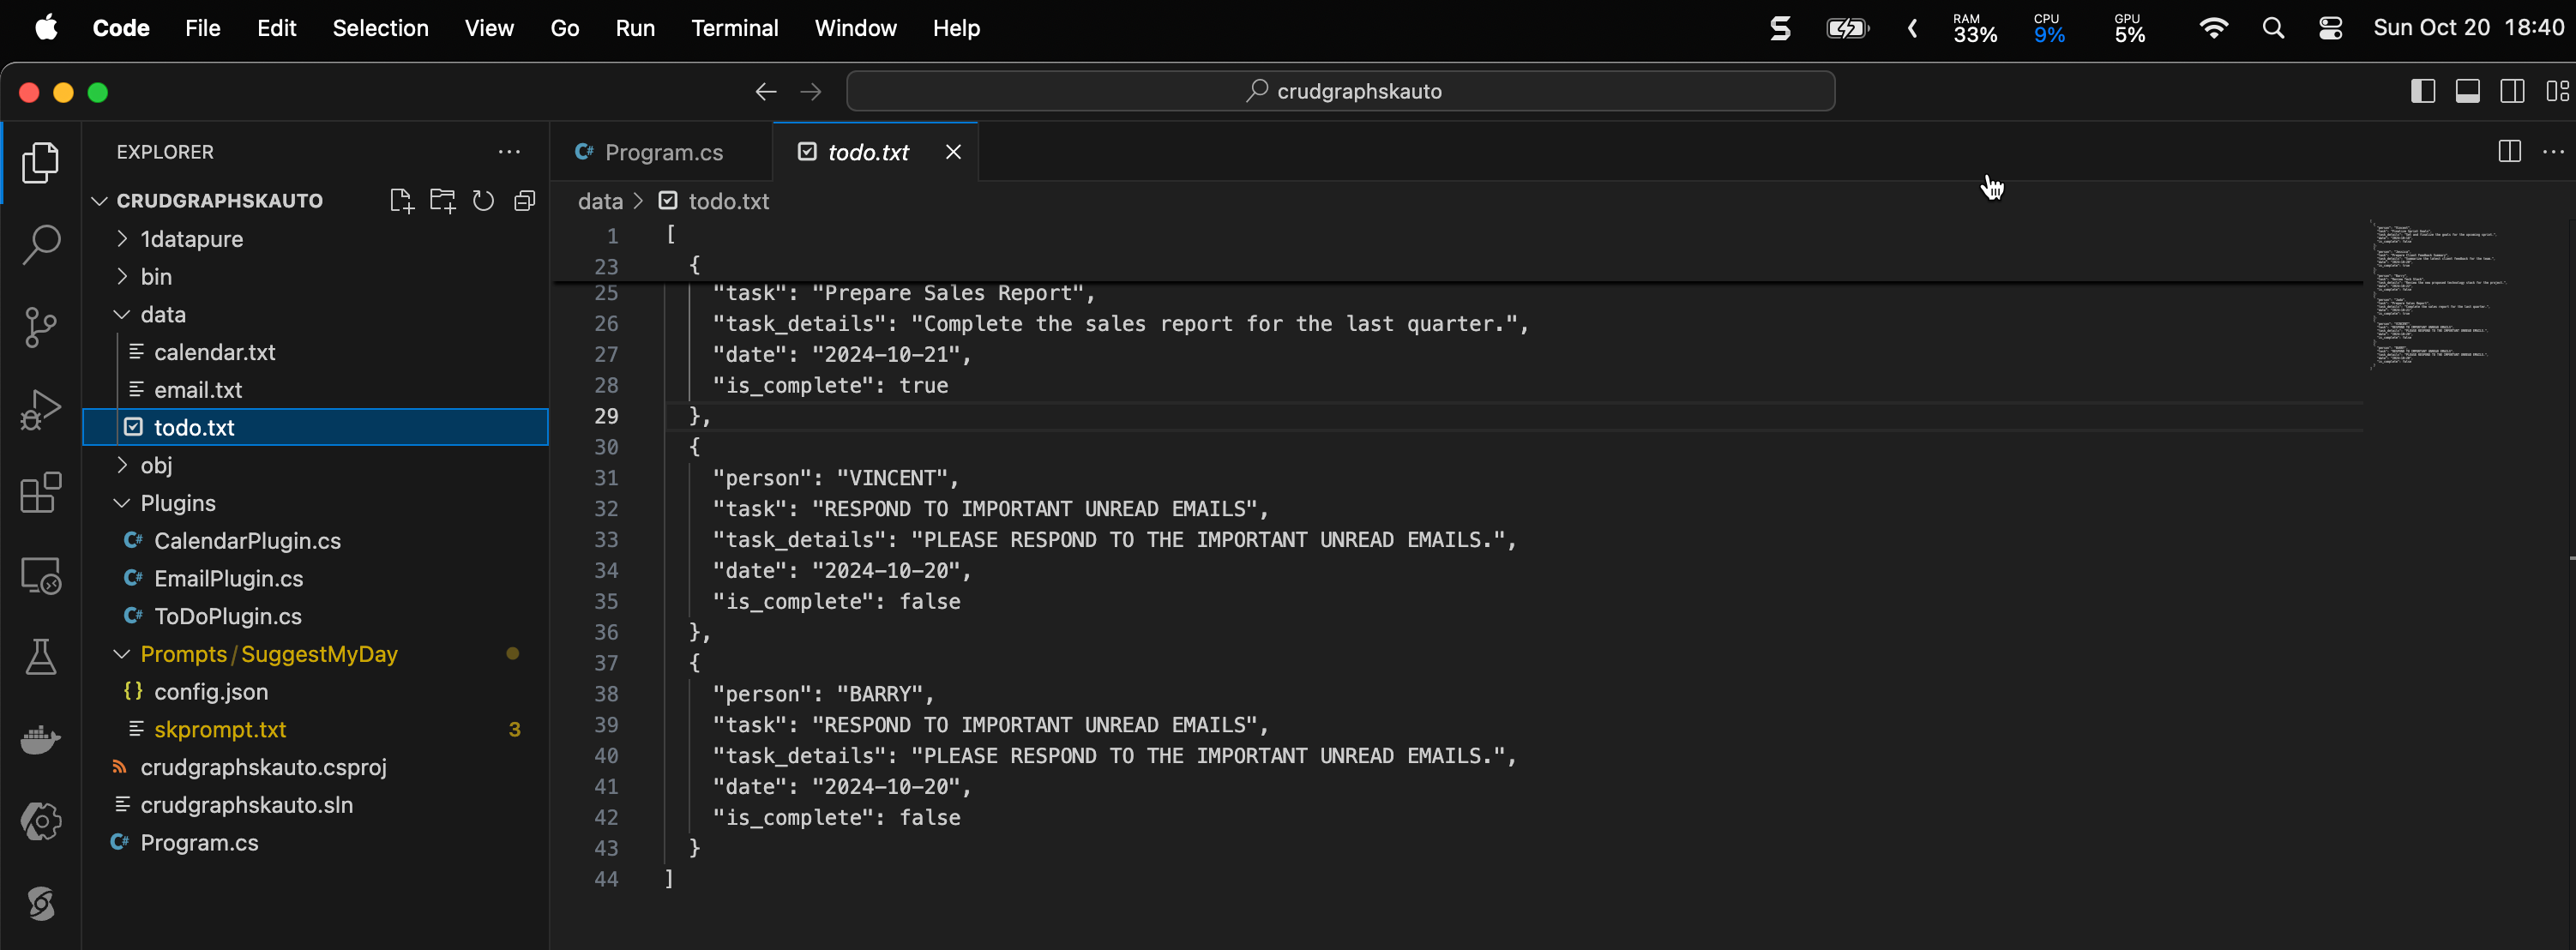 Code File Edit Selection View Go Run Terminal Window Help
RAM 33% CPU 9% GPU 5% Sun Oct 20 18:40
crudgraphskauto
EXPLORER
CRUDGRAPHSKAUTO
1datapure
bin
data
calendar.txt
email.txt
todo.txt
obj
Plugins
C# CalendarPlugin.cs
C# EmailPlugin.cs
C# ToDoPlugin.cs
Prompts / SuggestMyDay
{} config.json
skprompt.txt 3
crudgraphskauto.csproj
crudgraphskauto.sln
C# Program.cs
C# Program.cs todo.txt
data > todo.txt
1 [
23 {
25 "task": "Prepare Sales Report",
26 "task_details": "Complete the sales report for the last quarter.",
27 "date": "2024-10-21",
28 "is_complete": true
29 },
30 {
31 "person": "VINCENT",
32 "task": "RESPOND TO IMPORTANT UNREAD EMAILS",
33 "task_details": "PLEASE RESPOND TO THE IMPORTANT UNREAD EMAILS.",
34 "date": "2024-10-20",
35 "is_complete": false
36 },
37 {
38 "person": "BARRY",
39 "task": "RESPOND TO IMPORTANT UNREAD EMAILS",
40 "task_details": "PLEASE RESPOND TO THE IMPORTANT UNREAD EMAILS.",
41 "date": "2024-10-20",
42 "is_complete": false
43 }
44 ]